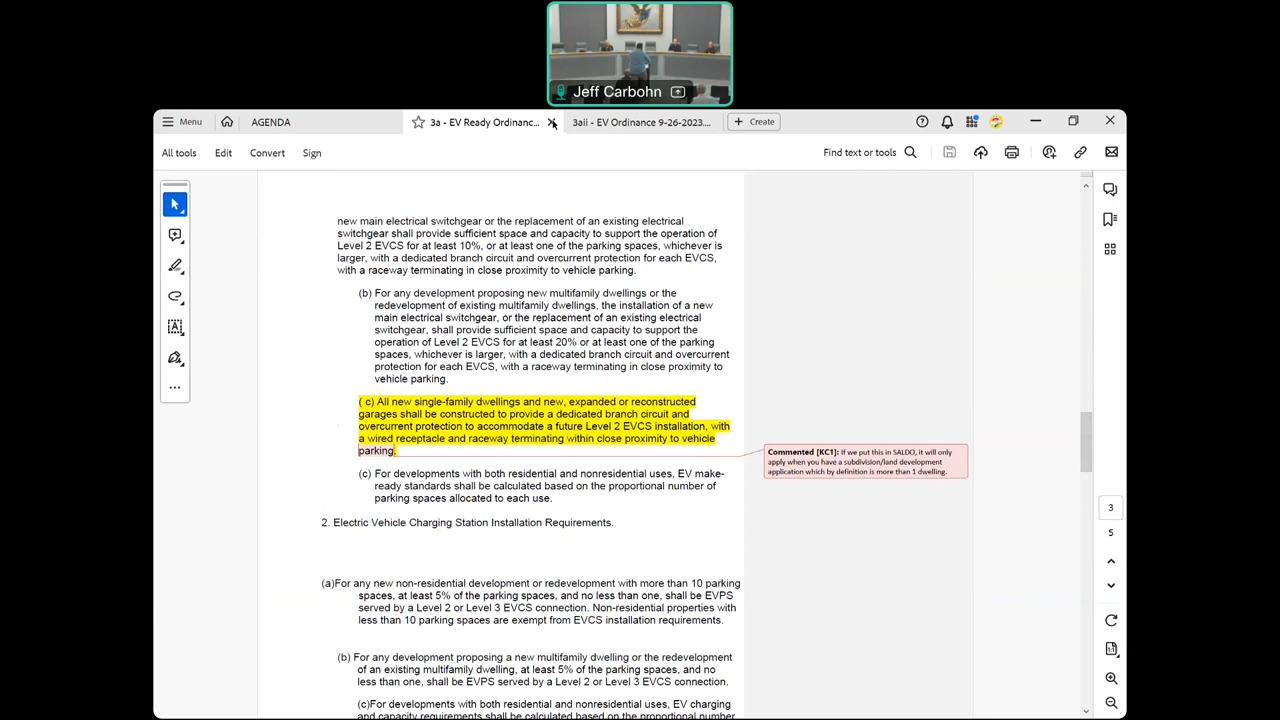 Jeff Carbohn
Menu
AGENDA
3a - EV Ready Ordinanc...
3aii - EV Ordinance 9-26-2023....
Create
All tools
Edit
Convert
Sign
Find text or tools
new main electrical switchgear or the replacement of an existing electrical
switchgear shall provide sufficient space and capacity to support the operation of
Level 2 EVCS for at least 10%, or at least one of the parking spaces, whichever is
larger, with a dedicated branch circuit and overcurrent protection for each EVCS,
with a raceway terminating in close proximity to vehicle parking.
(b) For any development proposing new multifamily dwellings or the
redevelopment of existing multifamily dwellings, the installation of a new
main electrical switchgear, or the replacement of an existing electrical
switchgear, shall provide sufficient space and capacity to support the
operation of Level 2 EVCS for at least 20% or at least one of the parking
spaces, whichever is larger, with a dedicated branch circuit and overcurrent
protection for each EVCS, with a raceway terminating in close proximity to
vehicle parking.
( c) All new single-family dwellings and new, expanded or reconstructed
garages shall be constructed to provide a dedicated branch circuit and
overcurrent protection to accommodate a future Level 2 EVCS installation, with
a wired receptacle and raceway terminating within close proximity to vehicle
parking.
Commented [KC1]: If we put this in SALDO, it will only
apply when you have a subdivision/land development
application which by definition is more than 1 dwelling.
(c) For developments with both residential and nonresidential uses, EV make-
ready standards shall be calculated based on the proportional number of
parking spaces allocated to each use.
2. Electric Vehicle Charging Station Installation Requirements.
(a)For any new non-residential development or redevelopment with more than 10 parking
spaces, at least 5% of the parking spaces, and no less than one, shall be EVPS
served by a Level 2 or Level 3 EVCS connection. Non-residential properties with
less than 10 parking spaces are exempt from EVCS installation requirements.
(b) For any development proposing a new multifamily dwelling or the redevelopment
of an existing multifamily dwelling, at least 5% of the parking spaces, and no
less than one, shall be EVPS served by a Level 2 or Level 3 EVCS connection.
(c)For developments with both residential and nonresidential uses, EV charging
and capacity requirements shall be calculated based on the proportional number
3
5